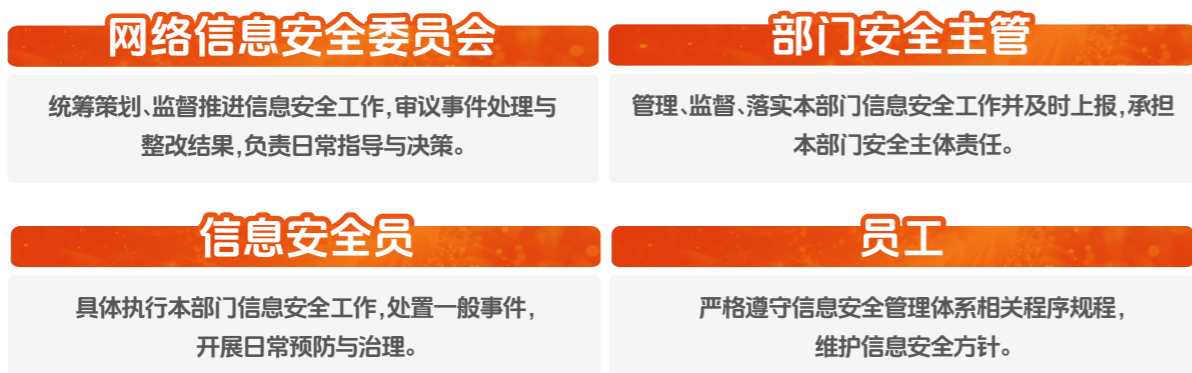 网络信息安全委员会
统筹策划、监督推进信息安全工作,审议事件处理与
整改结果,负责日常指导与决策。
部门安全主管
管理、监督、落实本部门信息安全工作并及时上报,承担
本部门安全主体责任。
信息安全员
具体执行本部门信息安全工作,处置一般事件,
开展日常预防与治理。
员工
严格遵守信息安全管理体系相关程序规程,
维护信息安全方针。